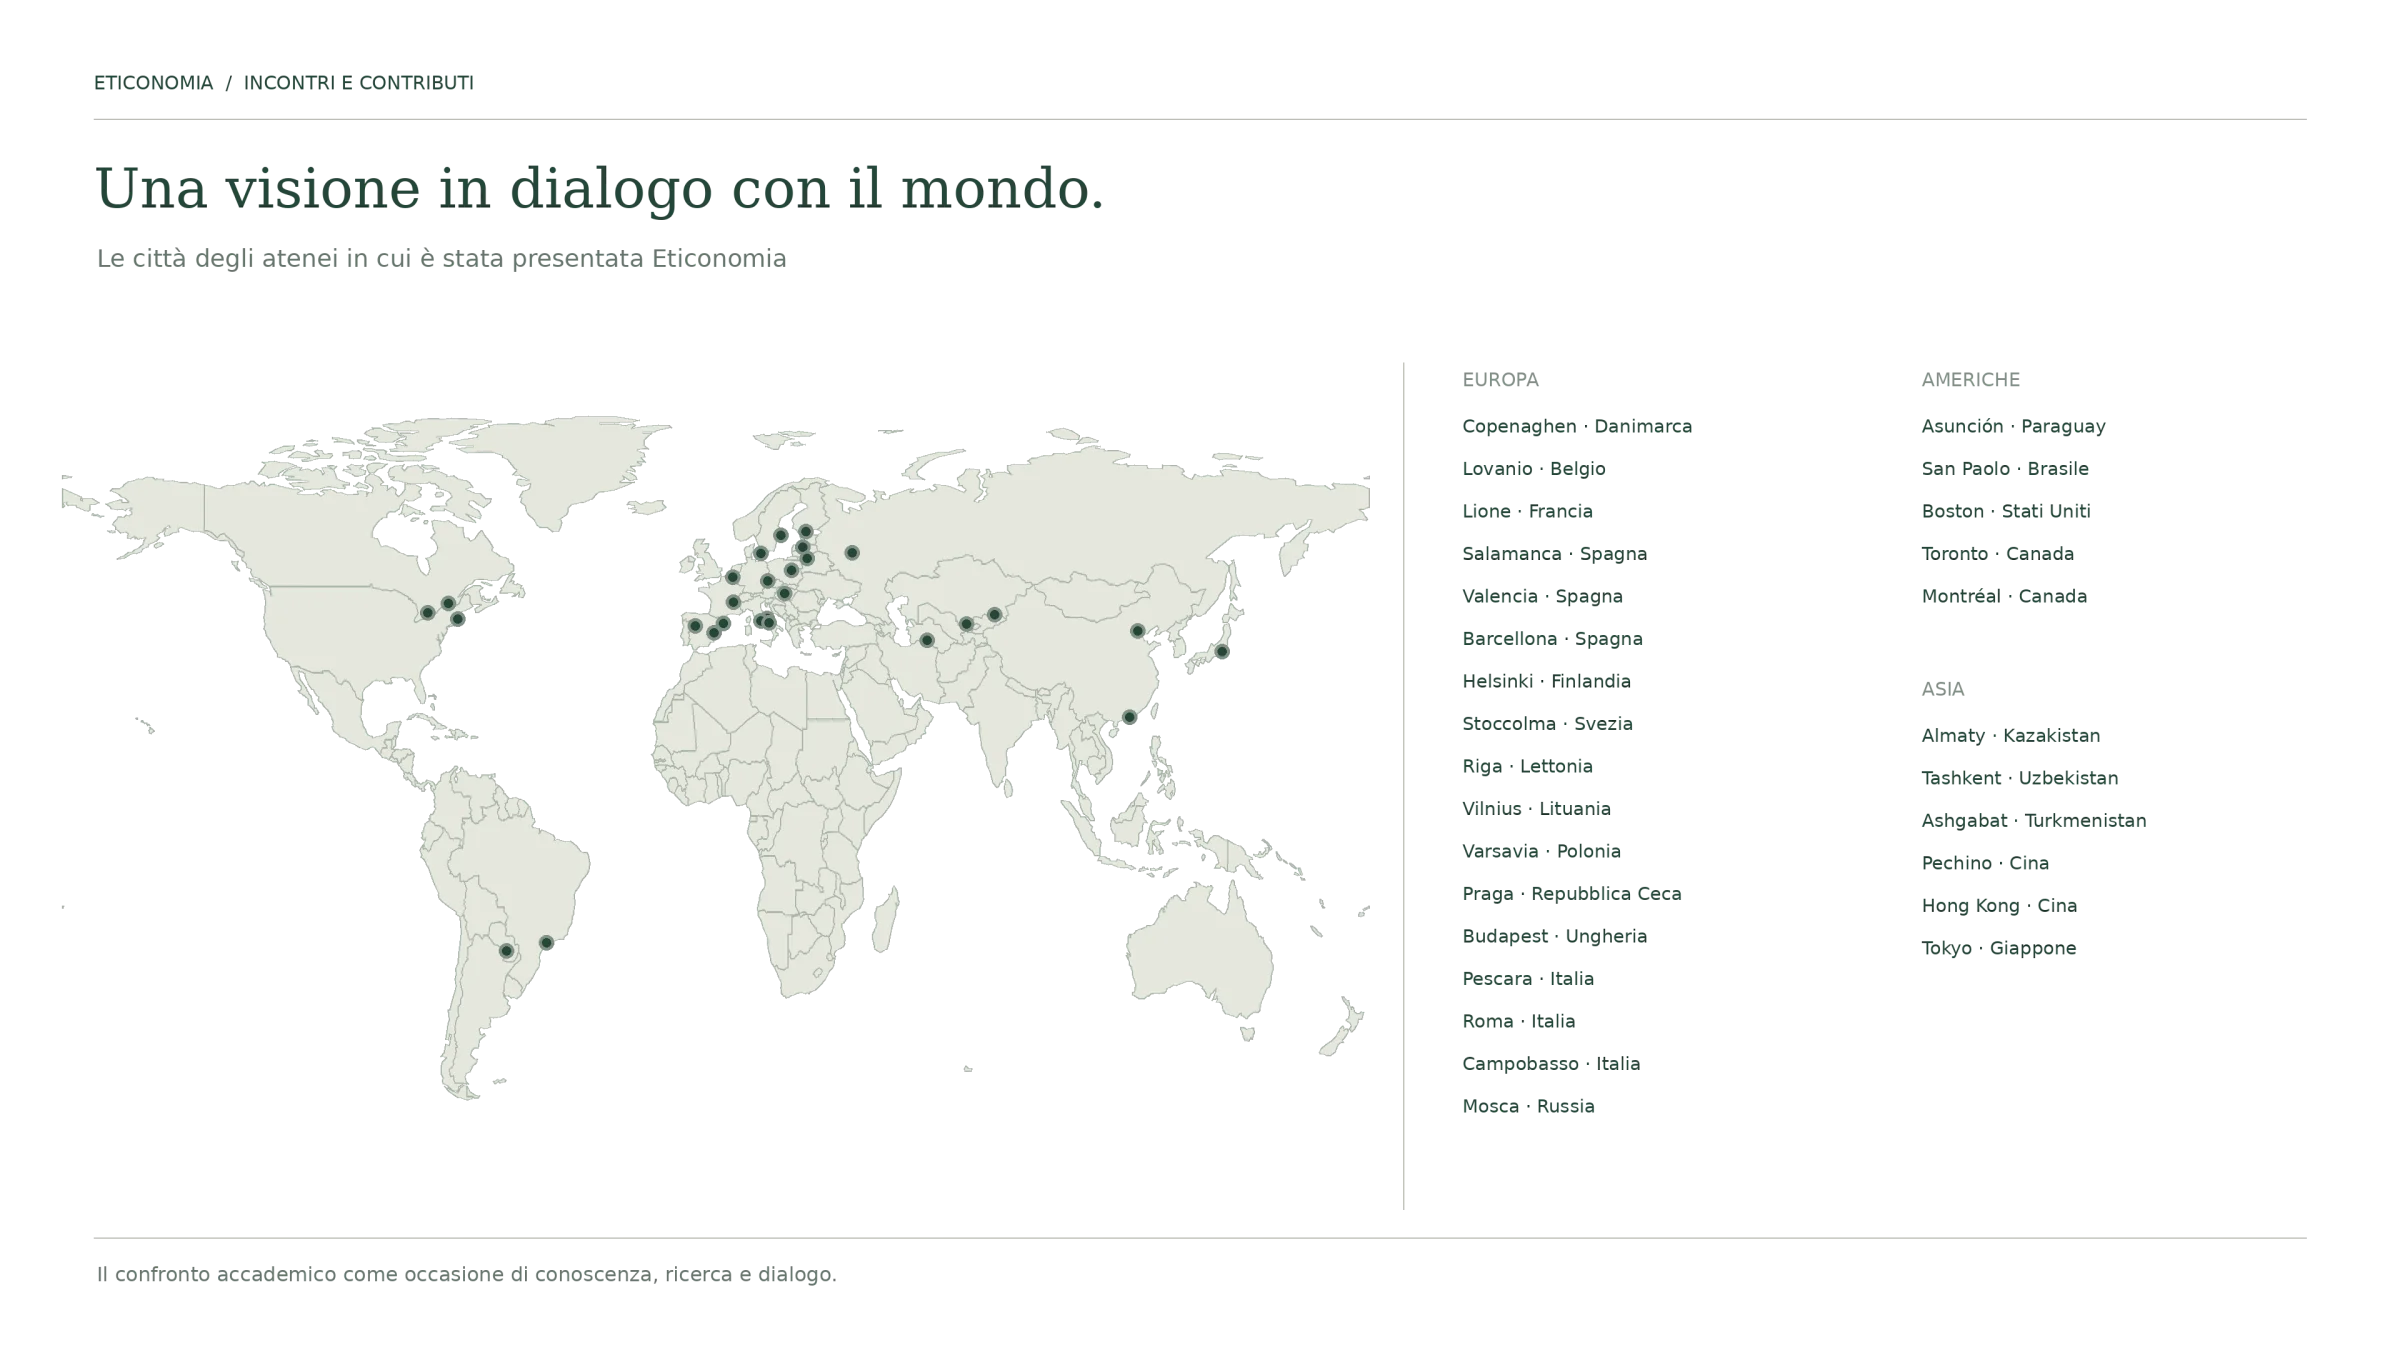 ETICONOMIA / INCONTRI E CONTRIBUTI
Una visione in dialogo con il mondo.
Le città degli atenei in cui è stata presentata Eticonomia
EUROPA
Copenaghen · Danimarca
Lovanio · Belgio
Lione · Francia
Salamanca · Spagna
Valencia · Spagna
Barcellona · Spagna
Helsinki · Finlandia
Stoccolma · Svezia
Riga · Lettonia
Vilnius · Lituania
Varsavia · Polonia
Praga · Repubblica Ceca
Budapest · Ungheria
Pescara · Italia
Roma · Italia
Campobasso · Italia
Mosca · Russia
AMERICHE
Asunción · Paraguay
San Paolo · Brasile
Boston · Stati Uniti
Toronto · Canada
Montréal · Canada
ASIA
Almaty · Kazakistan
Tashkent · Uzbekistan
Ashgabat · Turkmenistan
Pechino · Cina
Hong Kong · Cina
Tokyo · Giappone
Il confronto accademico come occasione di conoscenza, ricerca e dialogo.